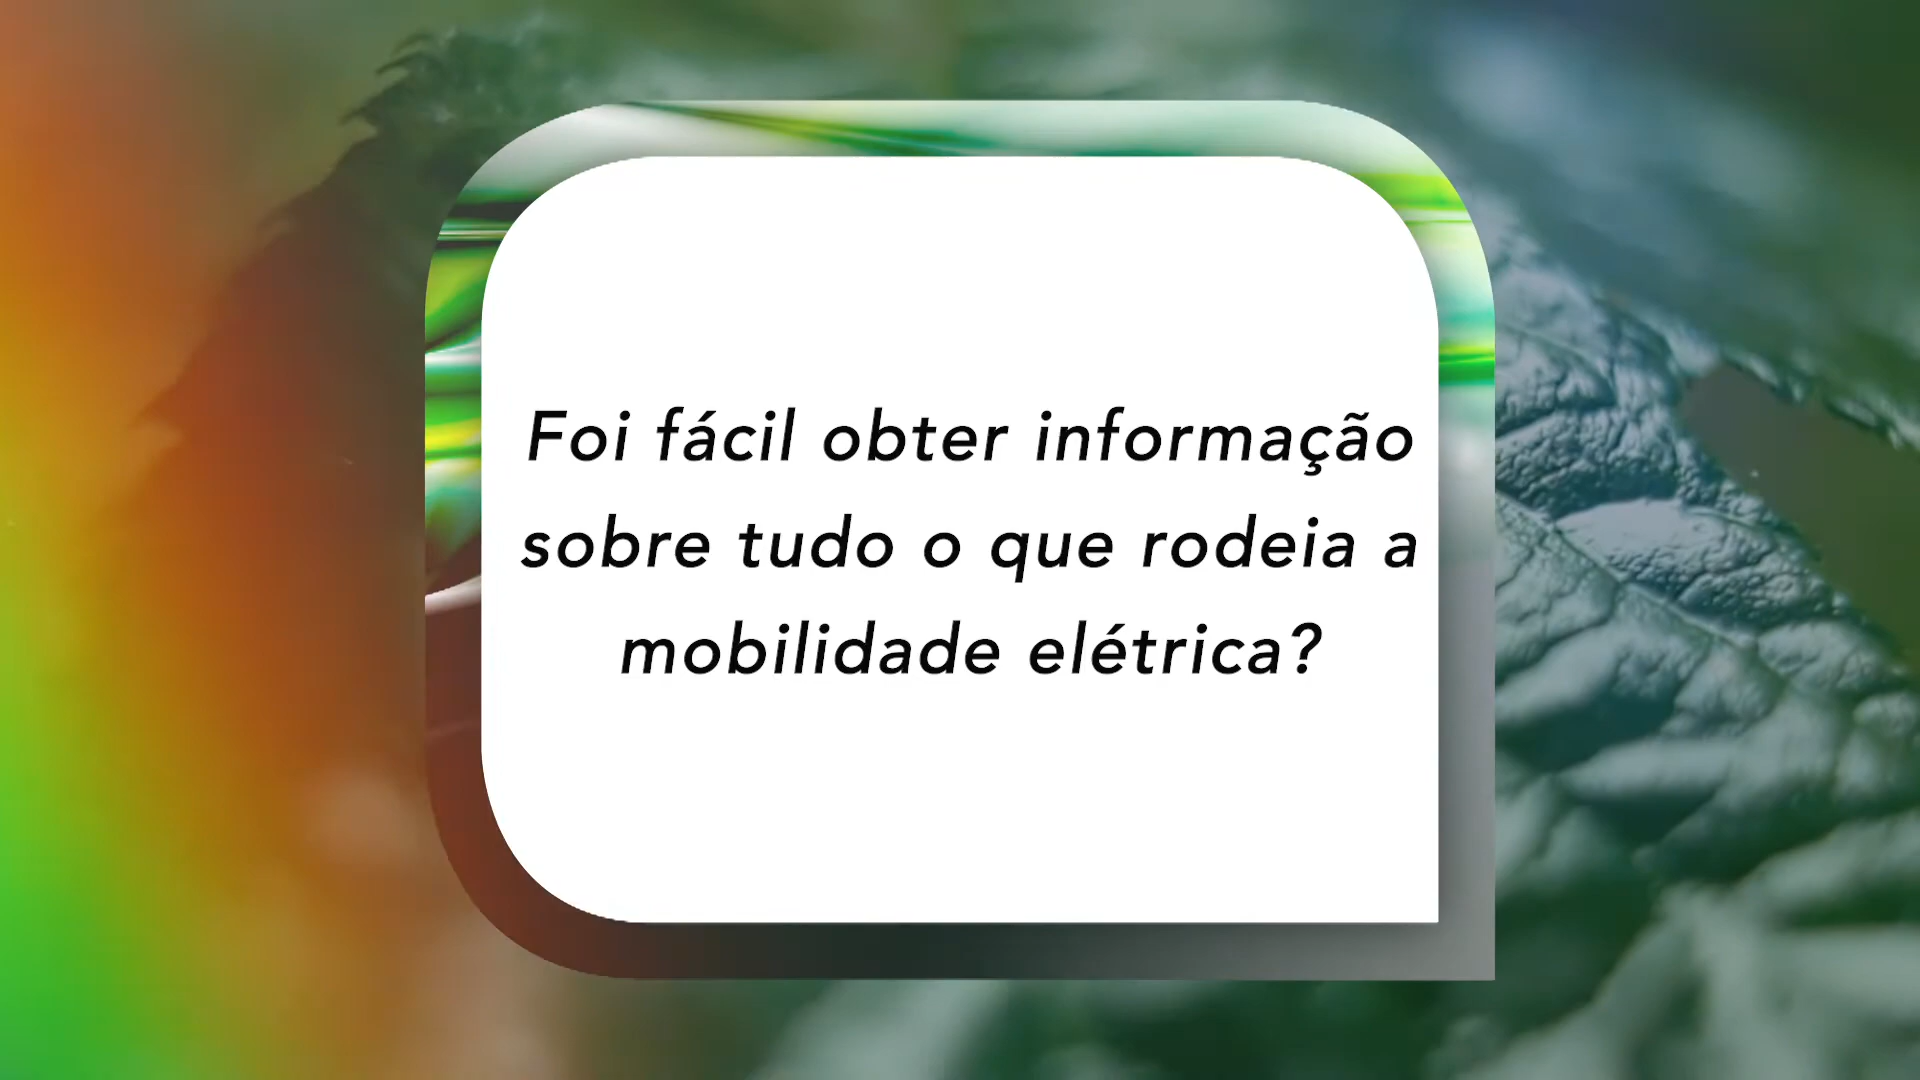 Foi fácil obter informação
sobre tudo o que rodeia a
mobilidade elétrica?